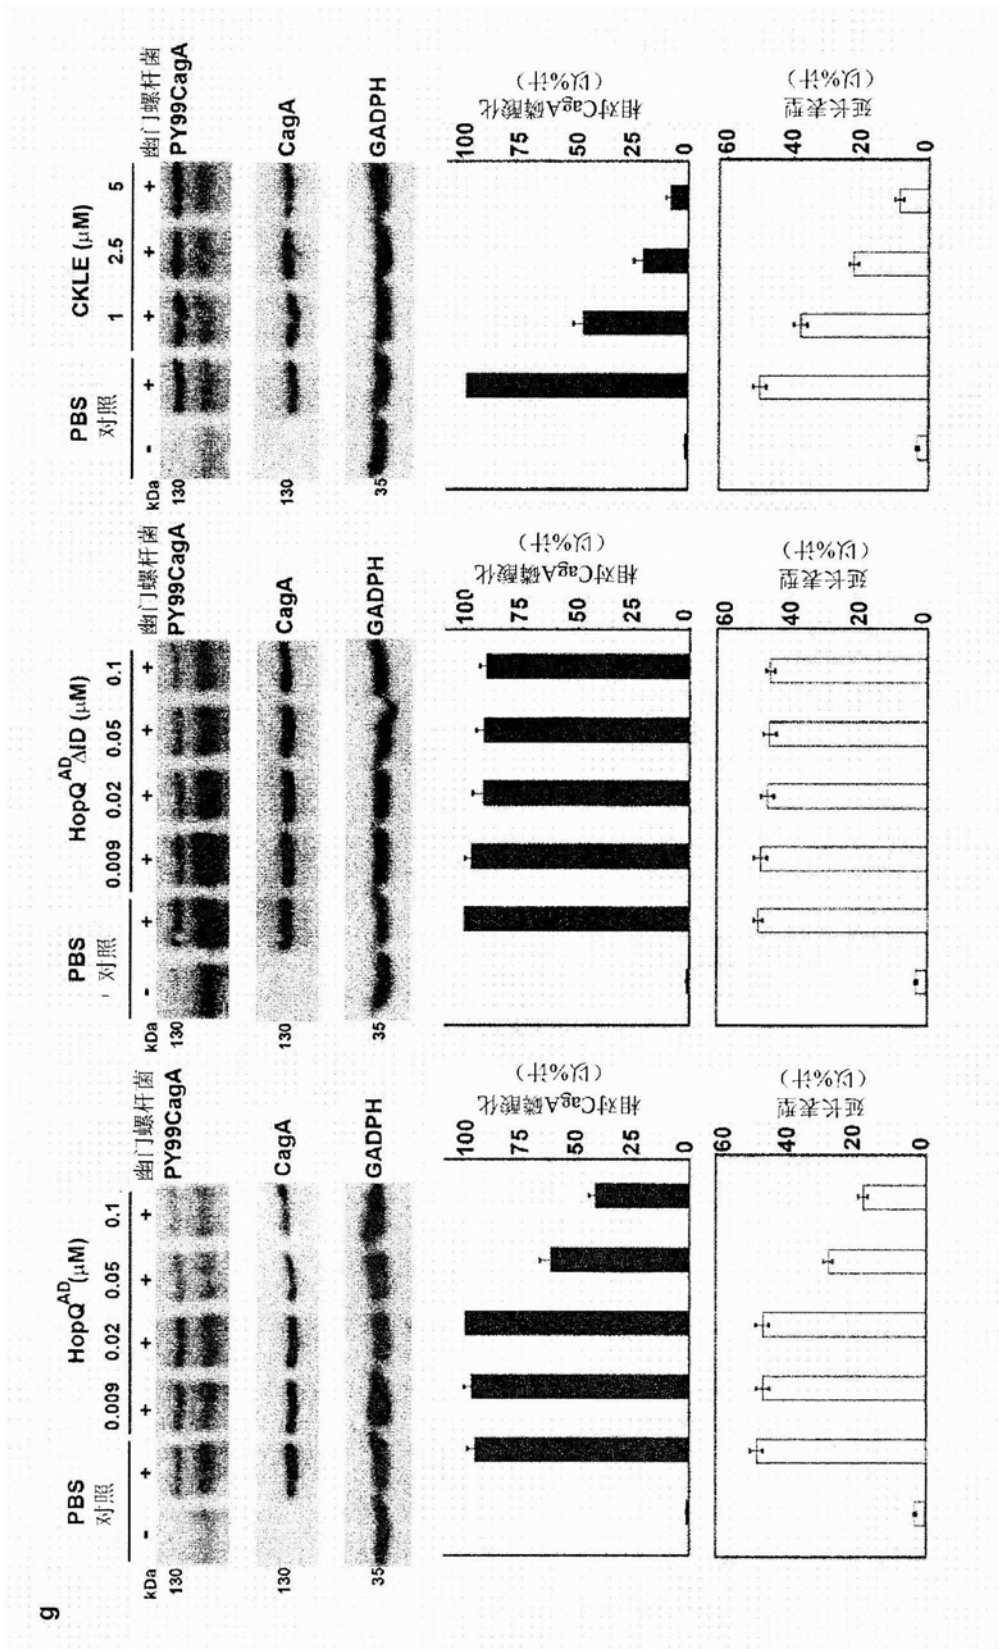 g
PBS
对照
HopQ^AD (μM)
0.009 0.02 0.05 0.1
kDa - + + + + + 幽门螺杆菌
130 PY99CagA
130 CagA
35 GADPH
100
75
50
25
0
相对CagA磷酸化
(以%计)
60
40
20
0
延长表型
(以%计)
PBS
对照
HopQ^AD ΔID (μM)
0.009 0.02 0.05 0.1
kDa - + + + + + 幽门螺杆菌
130 PY99CagA
130 CagA
35 GADPH
100
75
50
25
0
相对CagA磷酸化
(以%计)
60
40
20
0
延长表型
(以%计)
PBS
对照
CKLE (μM)
1 2.5 5
kDa - + + + + 幽门螺杆菌
130 PY99CagA
130 CagA
35 GADPH
100
75
50
25
0
相对CagA磷酸化
(以%计)
60
40
20
0
延长表型
(以%计)